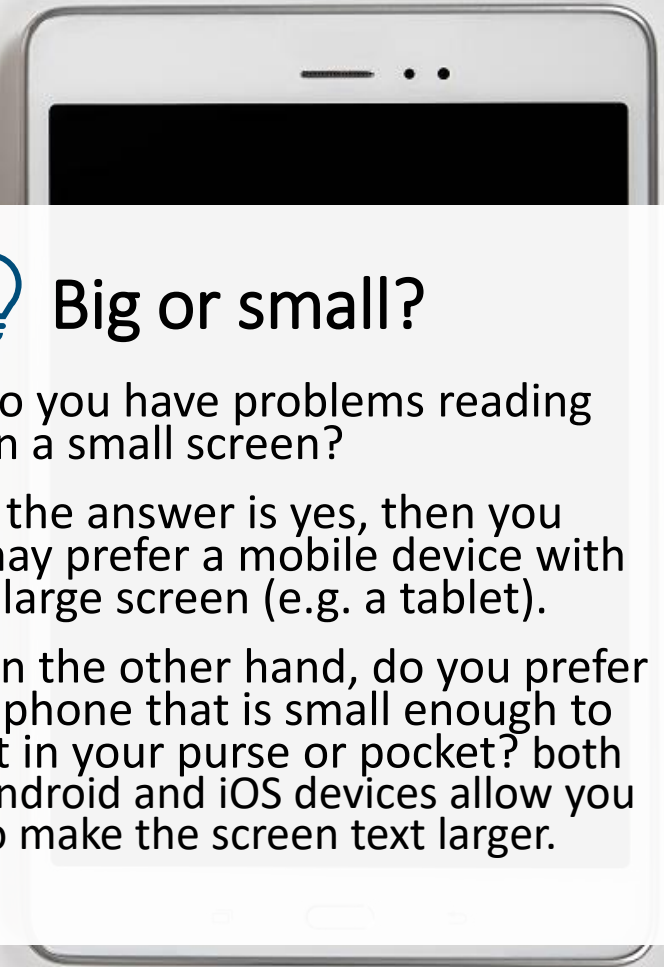 Big or small?
o you have problems reading
n a small screen?
the answer is yes, then you
ay prefer a mobile device with
large screen (e.g. a tablet).
n the other hand, do you prefer
phone that is small enough to
t in your purse or pocket? both
ndroid and iOS devices allow you
o make the screen text larger.